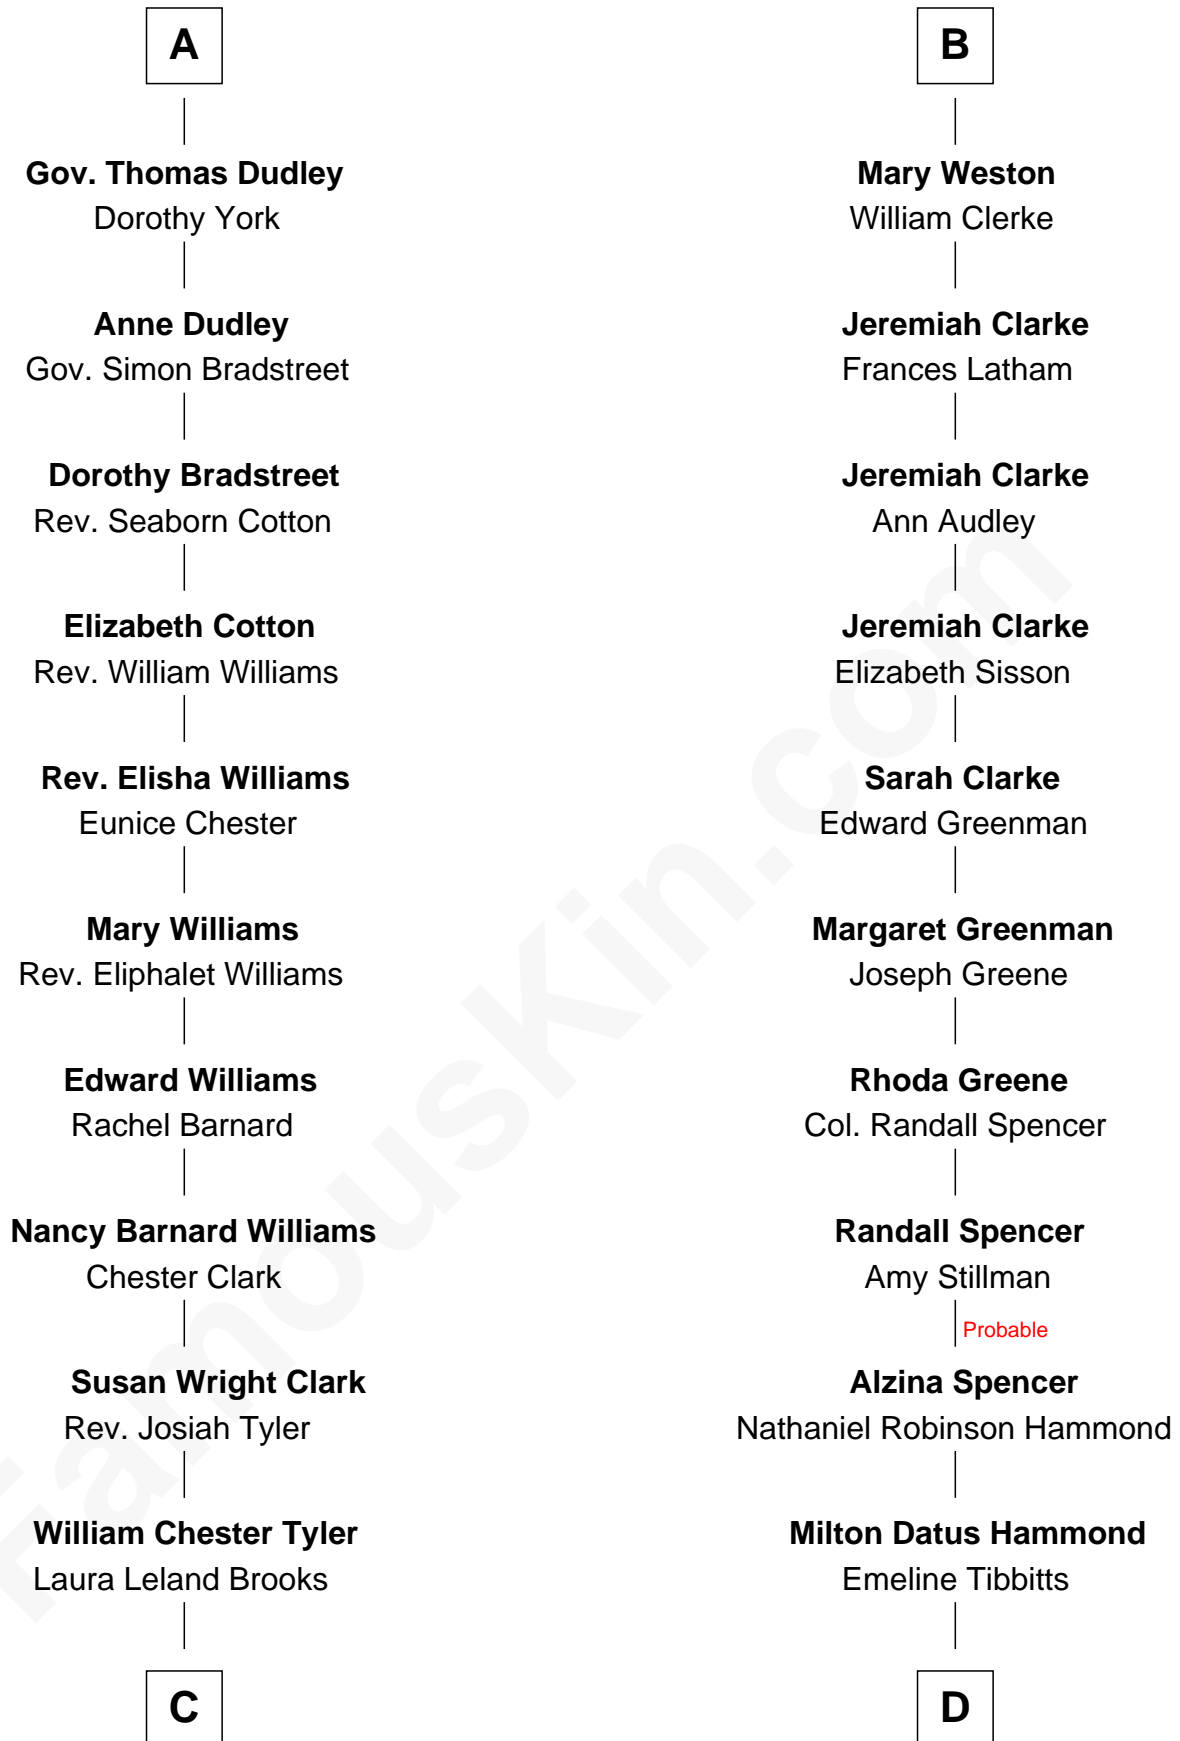 A
Gov. Thomas Dudley
Dorothy York
Anne Dudley
Gov. Simon Bradstreet
Dorothy Bradstreet
Rev. Seaborn Cotton
Elizabeth Cotton
Rev. William Williams
Rev. Elisha Williams
Eunice Chester
Mary Williams
Rev. Eliphalet Williams
Edward Williams
Rachel Barnard
Nancy Barnard Williams
Chester Clark
Susan Wright Clark
Rev. Josiah Tyler
William Chester Tyler
Laura Leland Brooks
C
B
Mary Weston
William Clerke
Jeremiah Clarke
Frances Latham
Jeremiah Clarke
Ann Audley
Jeremiah Clarke
Elizabeth Sisson
Sarah Clarke
Edward Greenman
Margaret Greenman
Joseph Greene
Rhoda Greene
Col. Randall Spencer
Randall Spencer
Amy Stillman
Probable
Alzina Spencer
Nathaniel Robinson Hammond
Milton Datus Hammond
Emeline Tibbitts
D
FamousKin.com